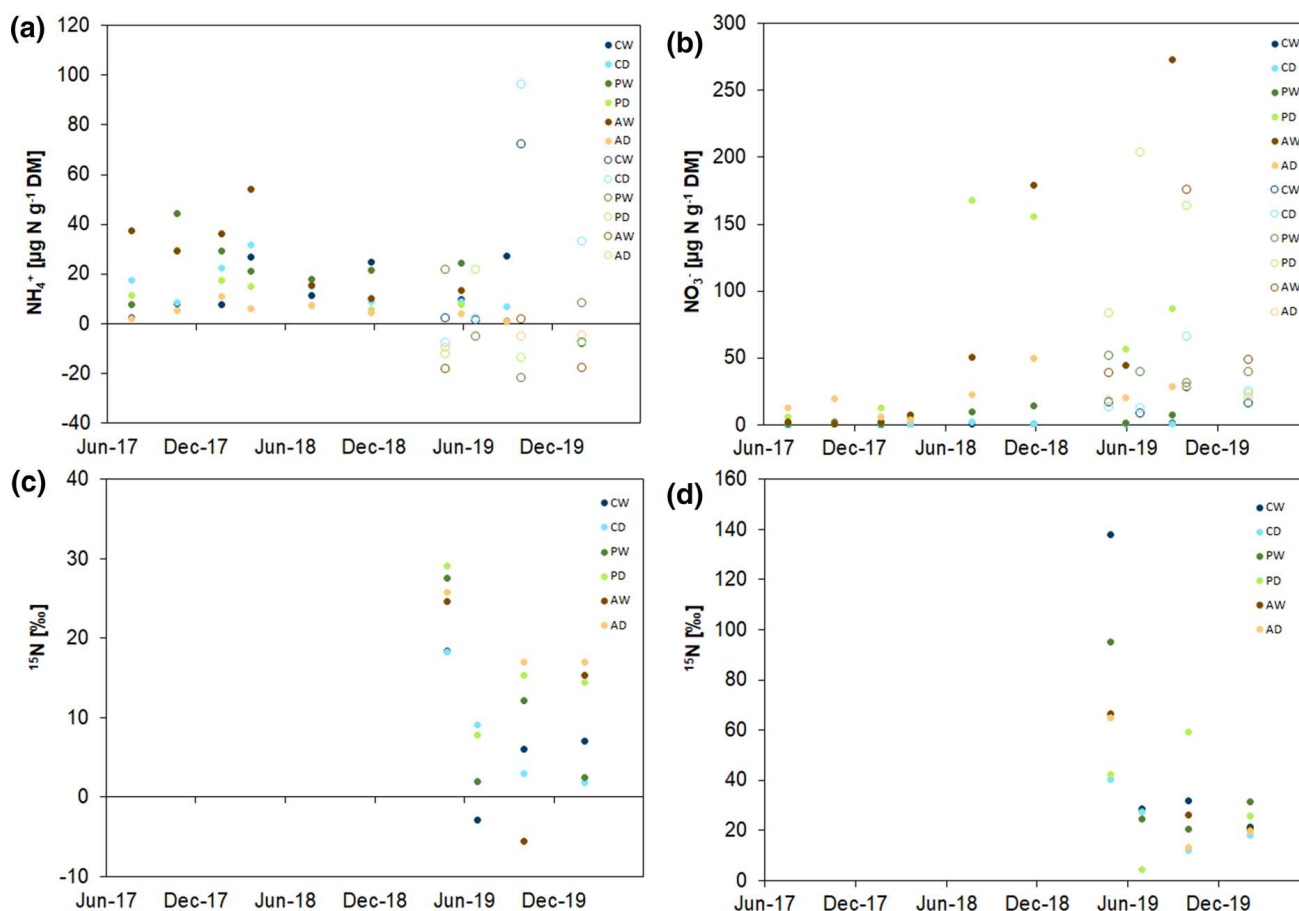 (a)
NH₄⁺ [µg N g⁻¹ DM]
120
100
80
60
40
20
0
-20
-40
Jun-17 Dec-17 Jun-18 Dec-18 Jun-19 Dec-19
CW
CD
PW
PD
AW
AD
CW
CD
PW
PD
AW
AD
(b)
NO₃⁻ [µg N g⁻¹ DM]
300
250
200
150
100
50
0
Jun-17 Dec-17 Jun-18 Dec-18 Jun-19 Dec-19
CW
CD
PW
PD
AW
AD
CW
CD
PW
PD
AW
AD
(c)
¹⁵N [‰]
40
30
20
10
0
-10
Jun-17 Dec-17 Jun-18 Dec-18 Jun-19 Dec-19
CW
CD
PW
PD
AW
AD
(d)
¹⁵N [‰]
160
140
120
100
80
60
40
20
0
Jun-17 Dec-17 Jun-18 Dec-18 Jun-19 Dec-19
CW
CD
PW
PD
AW
AD